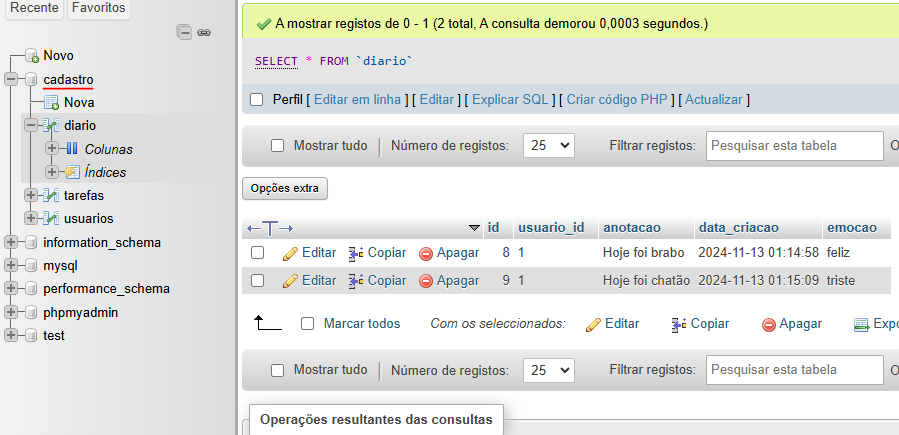 Recente Favoritos
Novo
cadastro
Nova
diario
Colunas
Índices
tarefas
usuarios
information_schema
mysql
performance_schema
phpmyadmin
test
A mostrar registos de 0 - 1 (2 total, A consulta demorou 0,0003 segundos.)
SELECT * FROM `diario`
Perfil [ Editar em linha ] [ Editar ] [ Explicar SQL ] [ Criar código PHP ] [ Actualizar ]
Mostrar tudo Número de registos: 25 Filtrar registos: Pesquisar esta tabela O
Opções extra
id usuario_id anotacao data_criacao emocao
Editar Copiar Apagar 8 1 Hoje foi brabo 2024-11-13 01:14:58 feliz
Editar Copiar Apagar 9 1 Hoje foi chatão 2024-11-13 01:15:09 triste
Marcar todos Com os seleccionados: Editar Copiar Apagar Expo
Mostrar tudo Número de registos: 25 Filtrar registos: Pesquisar esta tabela O
Operações resultantes das consultas